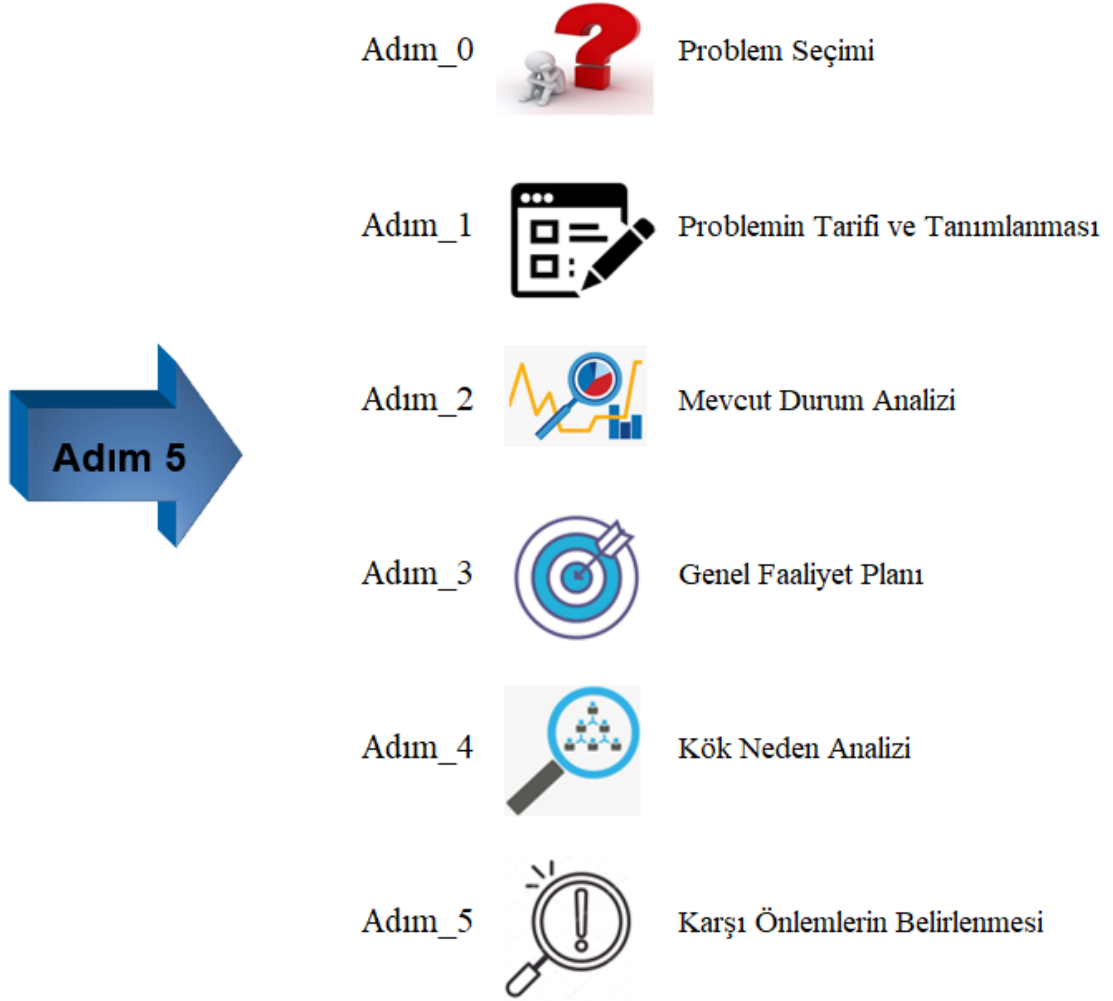 Adım_0 Problem Seçimi
Adım_1 Problemin Tarifi ve Tanımlanması
Adım_2 Mevcut Durum Analizi
Adım 5
Adım_3 Genel Faaliyet Planı
Adım_4 Kök Neden Analizi
Adım_5 Karşı Önlemlerin Belirlenmesi